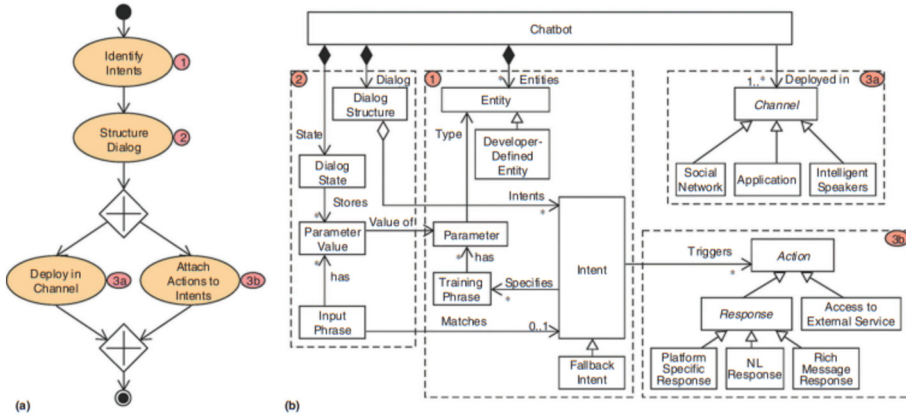 Identify
Intents
1
Structure
Dialog
2
Deploy in
Channel
3a
Attach
Actions to
Intents
3b
(a)
Chatbot
2
Dialog
Dialog
Structure
State
Dialog
State
Stores
*
Parameter
Value
*
has
Input
Phrase
1
* Entities
Entity
Type
Developer-
Defined
Entity
Intents
*
Value of
Parameter
*
has
Training
Phrase
Specifies
*
Matches
0..1
Intent
Fallback
Intent
1..* Deployed in
3a
Channel
Social
Network
Application
Intelligent
Speakers
3b
Triggers
*
Action
Response
Access to
External Service
Platform
Specific
Response
NL
Response
Rich
Message
Response
(b)